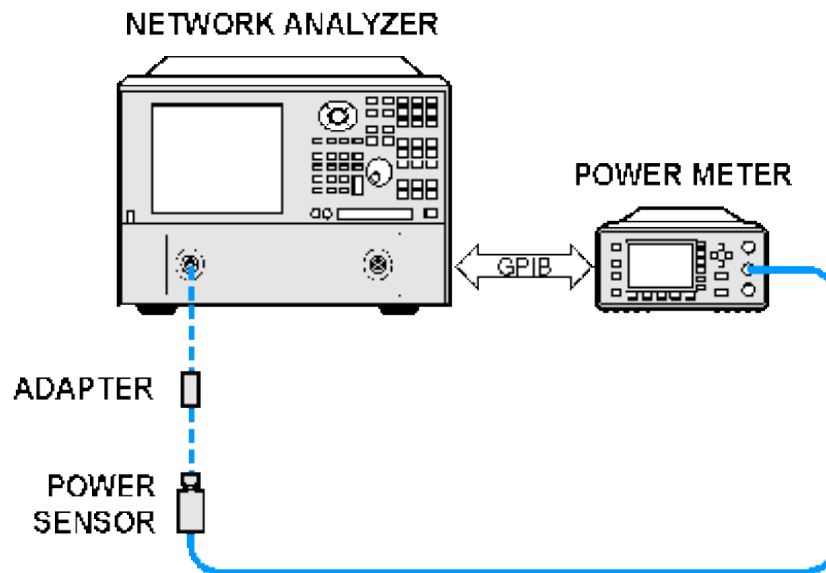 NETWORK ANALYZER
POWER METER
GPIB
ADAPTER
POWER
SENSOR